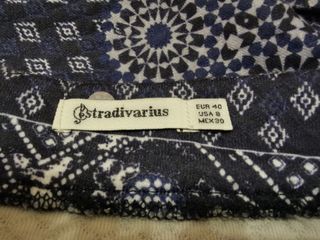 Stradivarius
EUR 40
USA 8
MEX 30